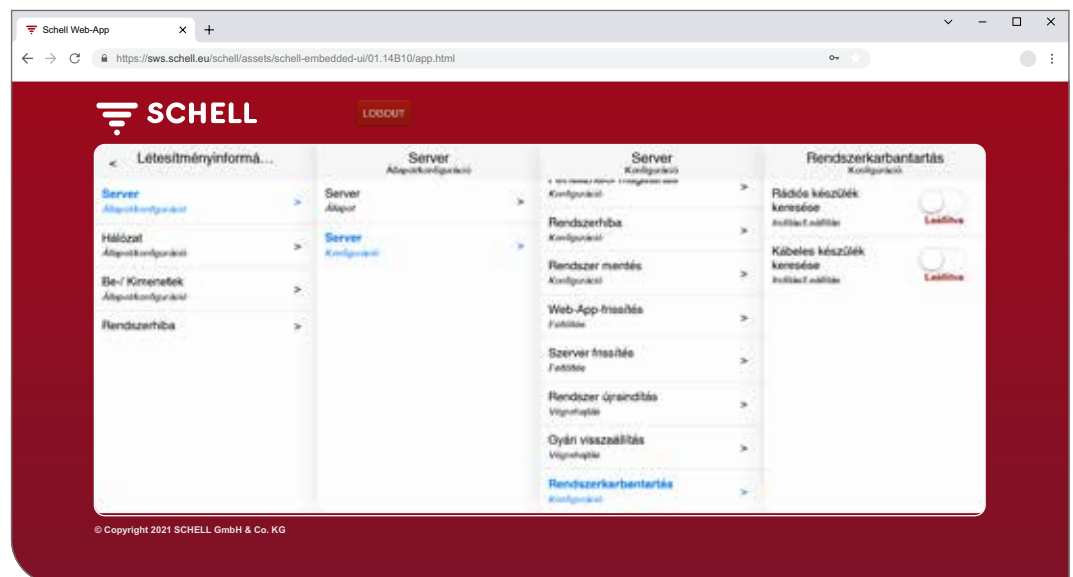 Schell Web-App
https://sws.schell.eu/schell/assets/schell-embedded-ui/01.14B10/app.html
SCHELL
LOGOUT
< Létesítményinformá...
Server
Állapotkonfiguráció >
Hálózat
Állapotkonfiguráció >
Be-/ Kimenetek
Állapotkonfiguráció >
Rendszerhiba >
Server
Állapotkonfiguráció
Server
Állapot >
Server
Konfiguráció >
Server
Konfiguráció
Konfiguráció >
Rendszerhiba
Konfiguráció >
Rendszer mentés
Konfiguráció >
Web-App-frissítés
Feltöltés >
Szerver frissítés
Feltöltés >
Rendszer újraindítás
Végrehajtás >
Gyári visszaállítás
Végrehajtás >
Rendszerkarbantartás
Konfiguráció >
Rendszerkarbantartás
Konfiguráció
Rádiós készülék
keresése
Leállítva
Kábeles készülék
keresése
Leállítva
© Copyright 2021 SCHELL GmbH & Co. KG